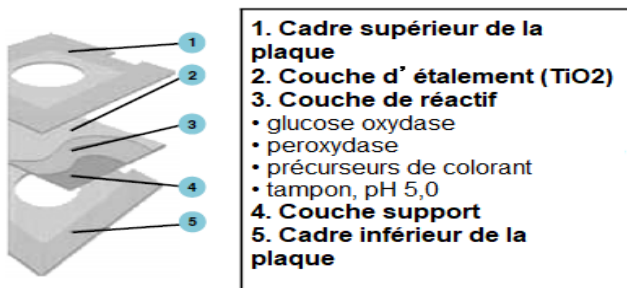 1
2
3
4
5
1. Cadre supérieur de la
plaque
2. Couche d’ étalement (TiO2)
3. Couche de réactif
• glucose oxydase
• peroxydase
• précurseurs de colorant
• tampon, pH 5,0
4. Couche support
5. Cadre inférieur de la
plaque